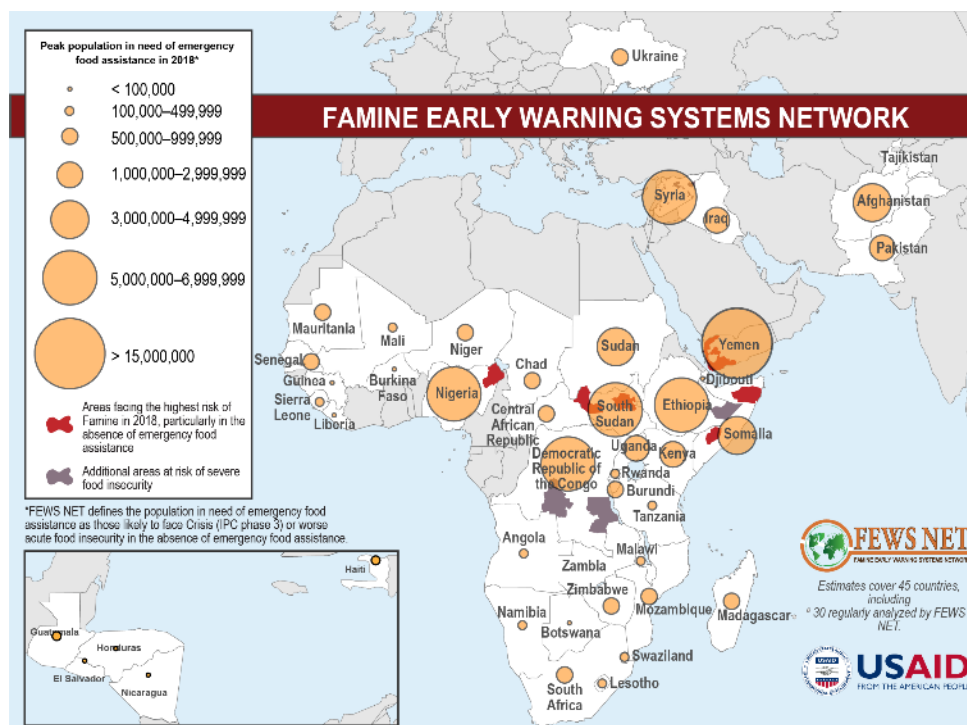 Peak population in need of emergency
food assistance in 2018*
< 100,000
100,000–499,999
500,000–999,999
1,000,000–2,999,999
3,000,000–4,999,999
5,000,000–6,999,999
> 15,000,000
Areas facing the highest risk of
Famine in 2018, particularly in the
absence of emergency food
assistance
Additional areas at risk of severe
food insecurity
*FEWS NET defines the population in need of emergency food
assistance as those likely to face Crisis (IPC phase 3) or worse
acute food insecurity in the absence of emergency food assistance.
FAMINE EARLY WARNING SYSTEMS NETWORK
Ukraine
Tajikistan
Syria
Iraq
Afghanistan
Pakistan
Mauritania
Mali
Niger
Chad
Sudan
Yemen
Djibouti
Senegal
Guinea
Sierra
Leone
Liberia
Burkina
Faso
Nigeria
Central
African
Republic
South
Sudan
Ethiopia
Somalia
Democratic
Republic of
the Congo
Uganda
Kenya
Rwanda
Burundi
Tanzania
Angola
Zambla
Malawi
Zimbabwe
Mozambique
Madagascar
Namibia
Botswana
Swaziland
South
Africa
Lesotho
Haiti
Guatemala
Honduras
El Salvador
Nicaragua
FEWS NET
FAMINE EARLY WARNING SYSTEMS NETWORK
Estimates cover 45 countries,
including
° 30 regularly analyzed by FEWS
NET.
USAID
USAID
FROM THE AMERICAN PEOPLE